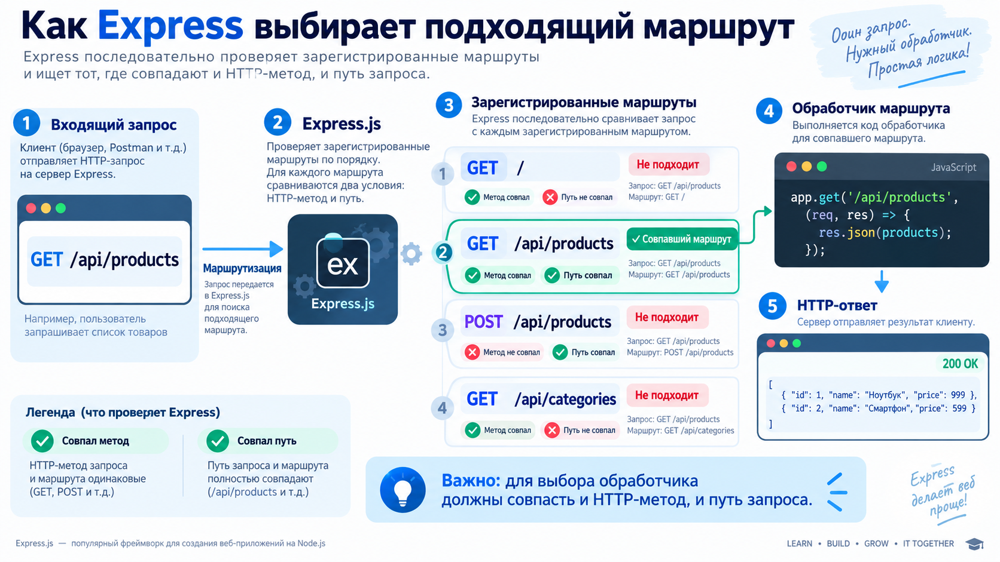 Как Express выбирает подходящий маршрут
Express последовательно проверяет зарегистрированные маршруты
и ищет тот, где совпадают и HTTP-метод, и путь запроса.
Ооин запрос.
Нужный обработчик.
Простая логика!
1 Входящий запрос
Клиент (браузер, Postman и т.д.)
отправляет HTTP-запрос
на сервер Express.
GET /api/products
Например, пользователь
запрашивает список товаров
Маршрутизация
Запрос передается
в Express.js
для поиска
подходящего
маршрута.
2 Express.js
Проверяет зарегистрированные
маршруты по порядку.
Для каждого маршрута
сравниваются два условия:
HTTP-метод и путь.
ex
Express.js
3 Зарегистрированные маршруты
Express последовательно сравнивает запрос
с каждым зарегистрированным маршрутом.
1 GET / Не подходит
Метод совпал Путь не совпал
Запрос: GET /api/products
Маршрут: GET /
2 GET /api/products ✓ Совпавший маршрут
Метод совпал Путь совпал
Запрос: GET /api/products
Маршрут: GET /api/products
3 POST /api/products Не подходит
Метод не совпал Путь совпал
Запрос: GET /api/products
Маршрут: POST /api/products
4 GET /api/categories Не подходит
Метод совпал Путь не совпал
Запрос: GET /api/products
Маршрут: GET /api/categories
4 Обработчик маршрута
Выполняется код обработчика
для совпавшего маршрута.
JavaScript
app.get('/api/products',
(req, res) => {
res.json(products);
});
5 HTTP-ответ
Сервер отправляет результат клиенту.
200 OK
[
{ "id": 1, "name": "Ноутбук", "price": 999 },
{ "id": 2, "name": "Смартфон", "price": 599 }
]
Легенда (что проверяет Express)
Совпал метод
HTTP-метод запроса
и маршрута одинаковые
(GET, POST и т.д.)
Совпал путь
Путь запроса и маршрута
полностью совпадают
(/api/products и т.д.)
Важно: для выбора обработчика
должны совпасть и HTTP-метод, и путь запроса.
Express
делает веб
проще!
Express.js — популярный фреймворк для создания веб-приложений на Node.js
LEARN • BUILD • GROW • IT TOGETHER